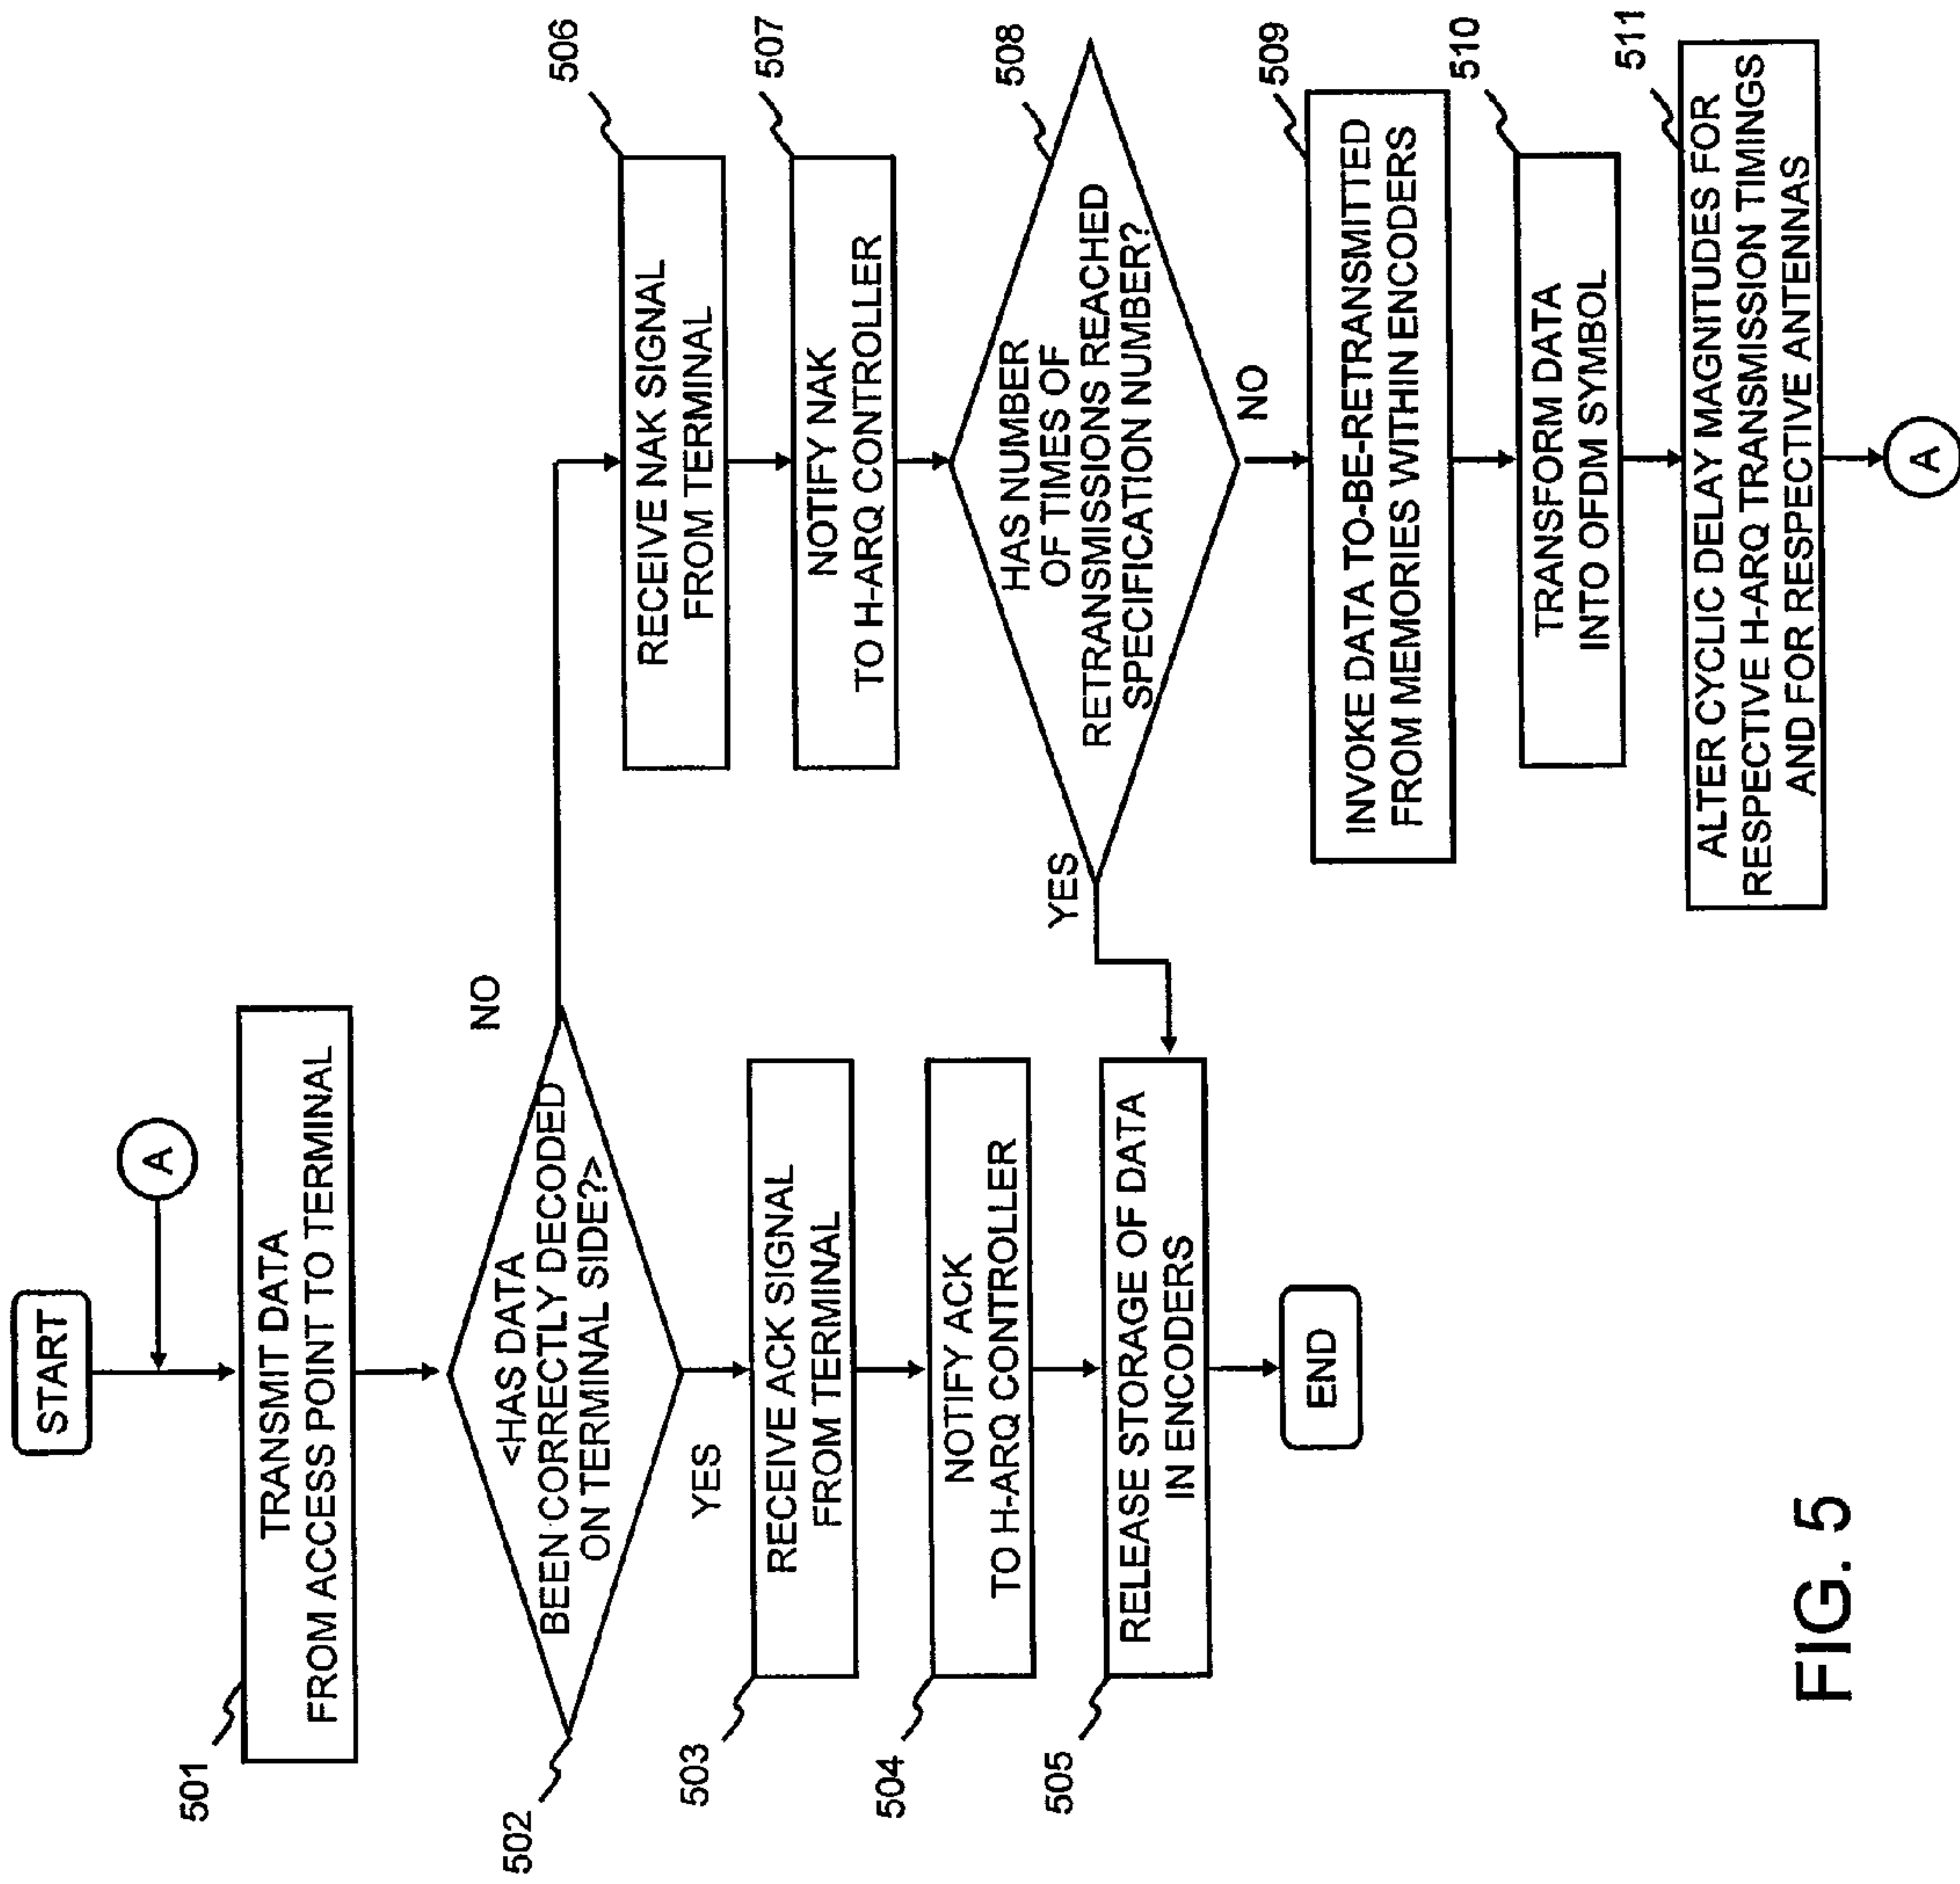 START
A
501
TRANSMIT DATA
FROM ACCESS POINT TO TERMINAL
502
<HAS DATA
BEEN CORRECTLY DECODED
ON TERMINAL SIDE?>
NO
YES
503
RECEIVE ACK SIGNAL
FROM TERMINAL
504
NOTIFY ACK
TO H-ARQ CONTROLLER
505
RELEASE STORAGE OF DATA
IN ENCODERS
END
506
RECEIVE NAK SIGNAL
FROM TERMINAL
507
NOTIFY NAK
TO H-ARQ CONTROLLER
508
HAS NUMBER
OF TIMES OF
RETRANSMISSIONS REACHED
SPECIFICATION NUMBER?
YES
NO
509
INVOKE DATA TO-BE-RETRANSMITTED
FROM MEMORIES WITHIN ENCODERS
510
TRANSFORM DATA
INTO OFDM SYMBOL
511
ALTER CYCLIC DELAY MAGNITUDES FOR
RESPECTIVE H-ARQ TRANSMISSION TIMINGS
AND FOR RESPECTIVE ANTENNAS
A
FIG. 5